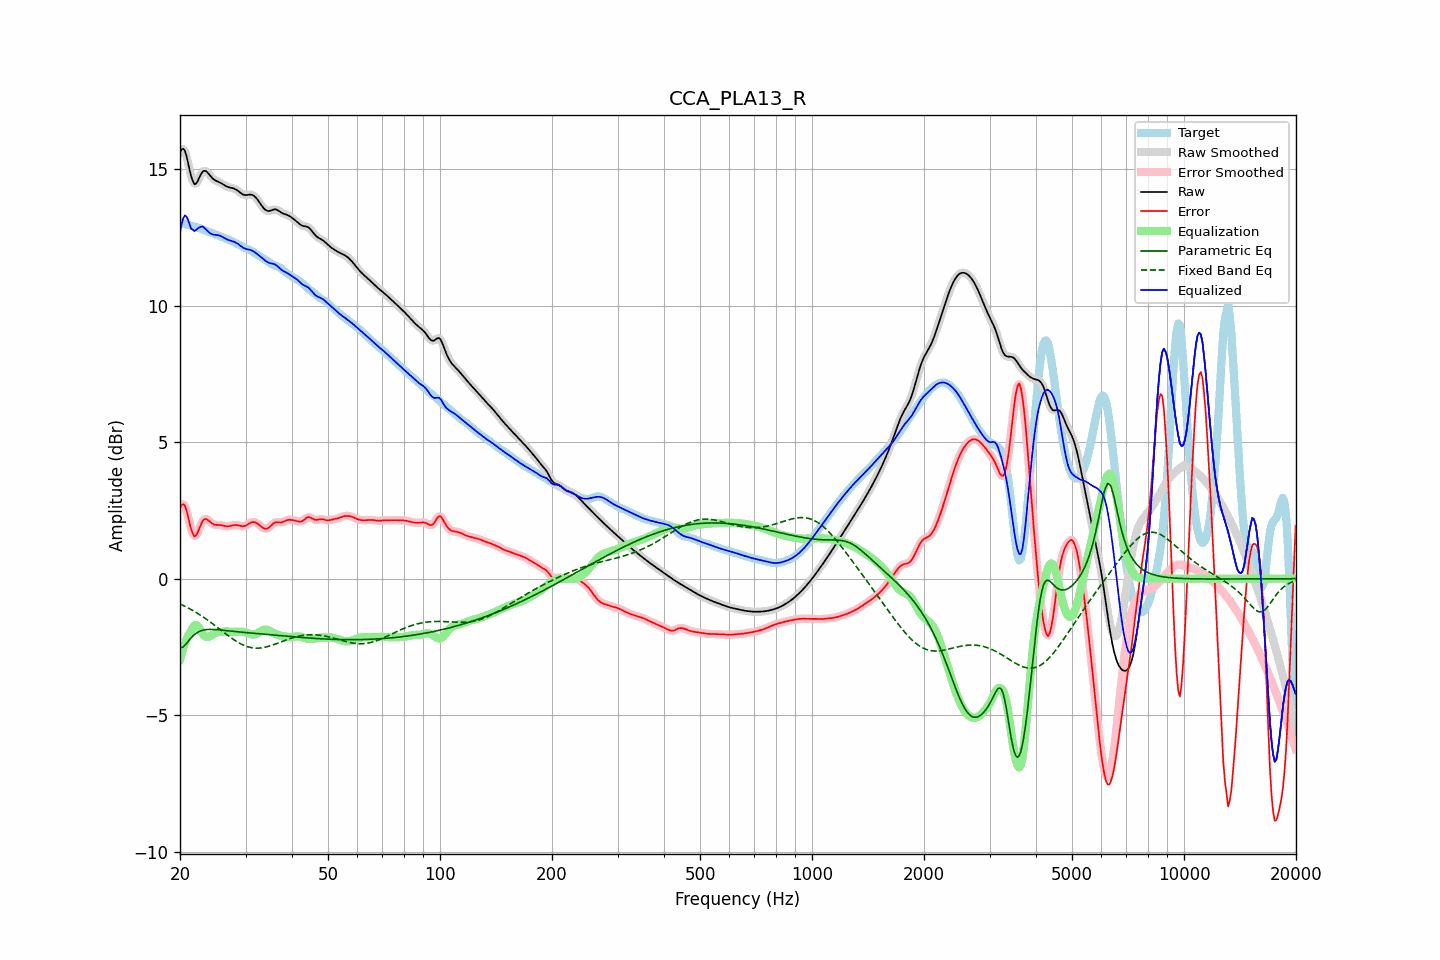 CCA_PLA13_R
Amplitude (dBr)
15
10
5
0
−5
−10
Target
Raw Smoothed
Error Smoothed
Raw
Error
Equalization
Parametric Eq
Fixed Band Eq
Equalized
20
50
100
200
500
1000
2000
5000
10000
20000
Frequency (Hz)